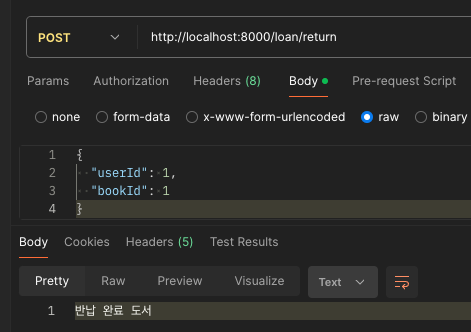 POST http://localhost:8000/loan/return
Params Authorization Headers (8) Body Pre-request Script
none form-data x-www-form-urlencoded raw binary
1 {
2 "userId": 1,
3 "bookId": 1
4 }
Body Cookies Headers (5) Test Results
Pretty Raw Preview Visualize Text
1 반납 완료 도서